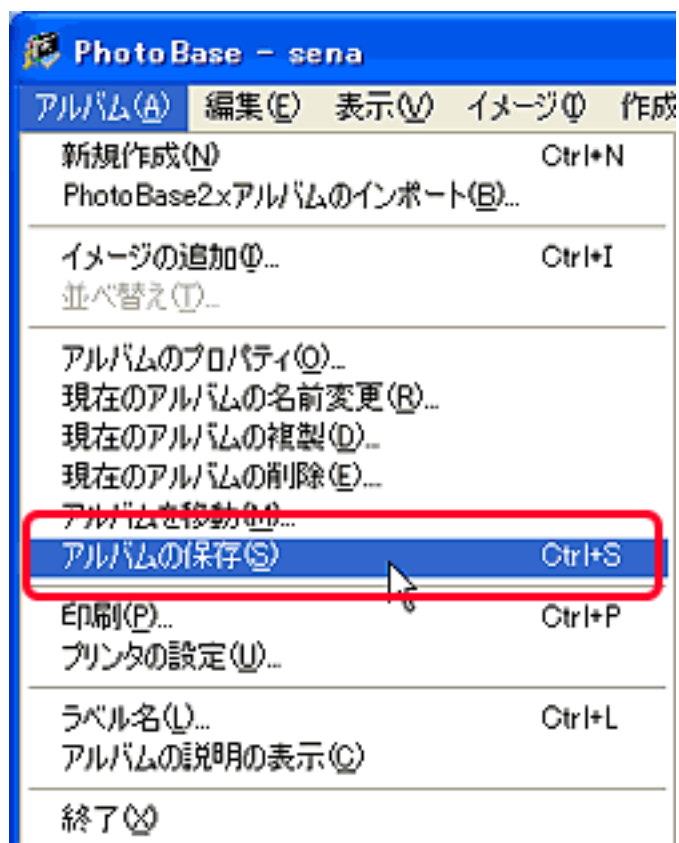 PhotoBase - sena
アルバム(A) 編集(E) 表示(V) イメージ(I) 作成
新規作成(N) Ctrl+N
PhotoBase2.xアルバムのインポート(B)...
イメージの追加(I)... Ctrl+I
並べ替え(T)...
アルバムのプロパティ(O)...
現在のアルバムの名前変更(R)...
現在のアルバムの複製(D)...
現在のアルバムの削除(E)...
アルバムを移動(M)...
アルバムの保存(S) Ctrl+S
印刷(P)... Ctrl+P
プリンタの設定(U)...
ラベル名(L)... Ctrl+L
アルバムの説明の表示(C)
終了(X)